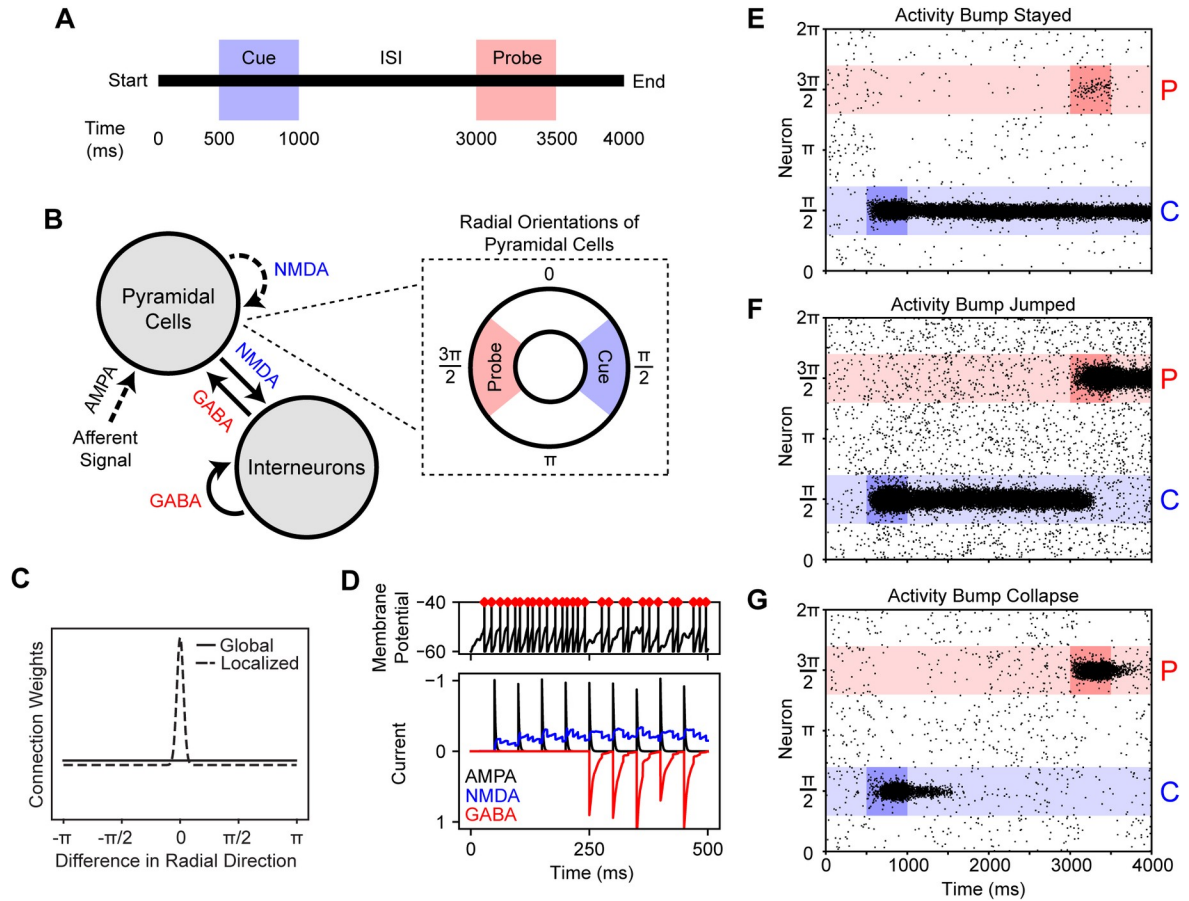 A
Cue
ISI
Probe
Start
End
Time
(ms)
0
500
1000
3000
3500
4000
B
Pyramidal
Cells
NMDA
NMDA
GABA
AMPA
Afferent
Signal
Interneurons
GABA
Radial Orientations of
Pyramidal Cells
0
3π
2
Probe
Cue
π
2
π
C
Connection Weights
Global
Localized
-π
-π/2
0
π/2
π
Difference in Radial Direction
D
Membrane
Potential
−40
−60
Current
−1
0
1
AMPA
NMDA
GABA
0
250
500
Time (ms)
E
Activity Bump Stayed
2π
3π
2
π
π
2
0
Neuron
P
C
F
Activity Bump Jumped
2π
3π
2
π
π
2
0
Neuron
P
C
G
Activity Bump Collapse
2π
3π
2
π
π
2
0
Neuron
P
C
0
1000
2000
3000
4000
Time (ms)